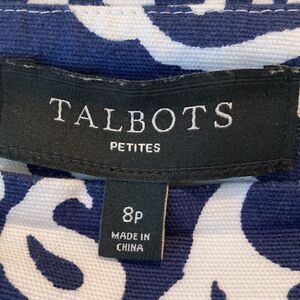 TALBOTS
PETITES
8P
MADE IN
CHINA